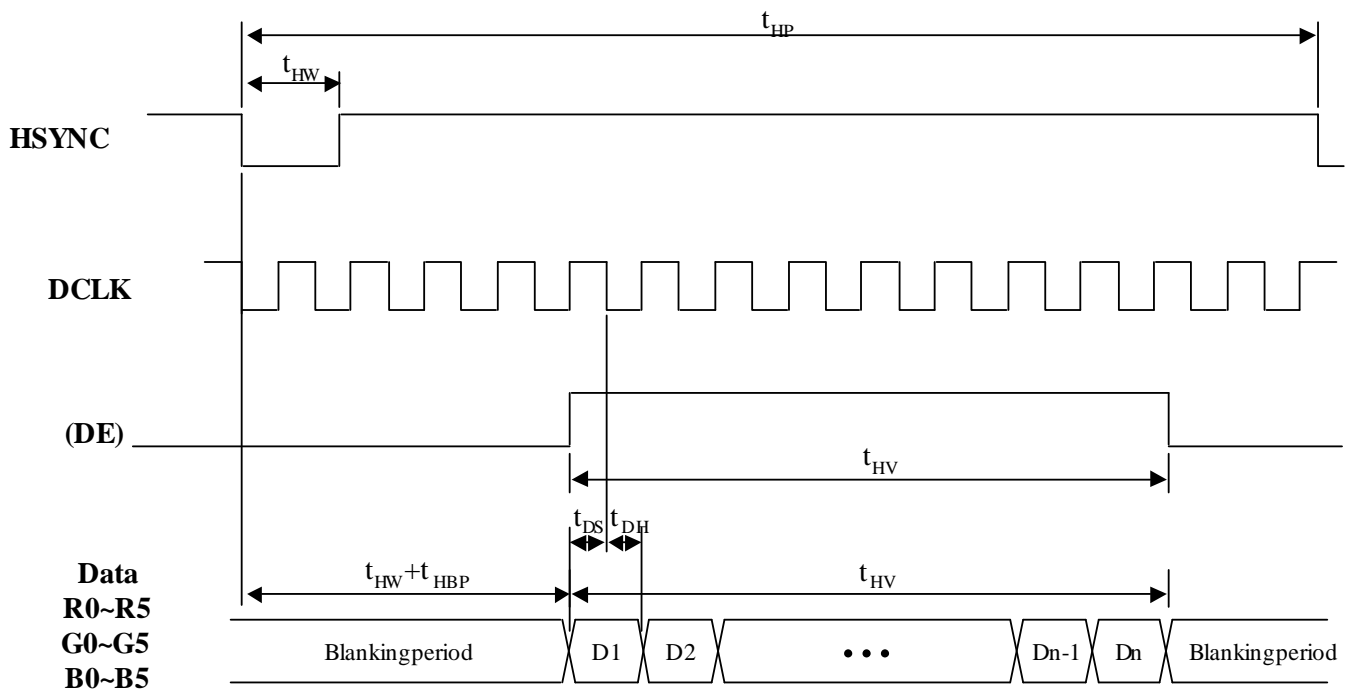 tHP
tHW
HSYNC
DCLK
(DE)
tHV
tDS tDH
Data
R0~R5
G0~G5
B0~B5
tHW+tHBP
tHV
Blankingperiod D1 D2 ••• Dn-1 Dn Blankingperiod